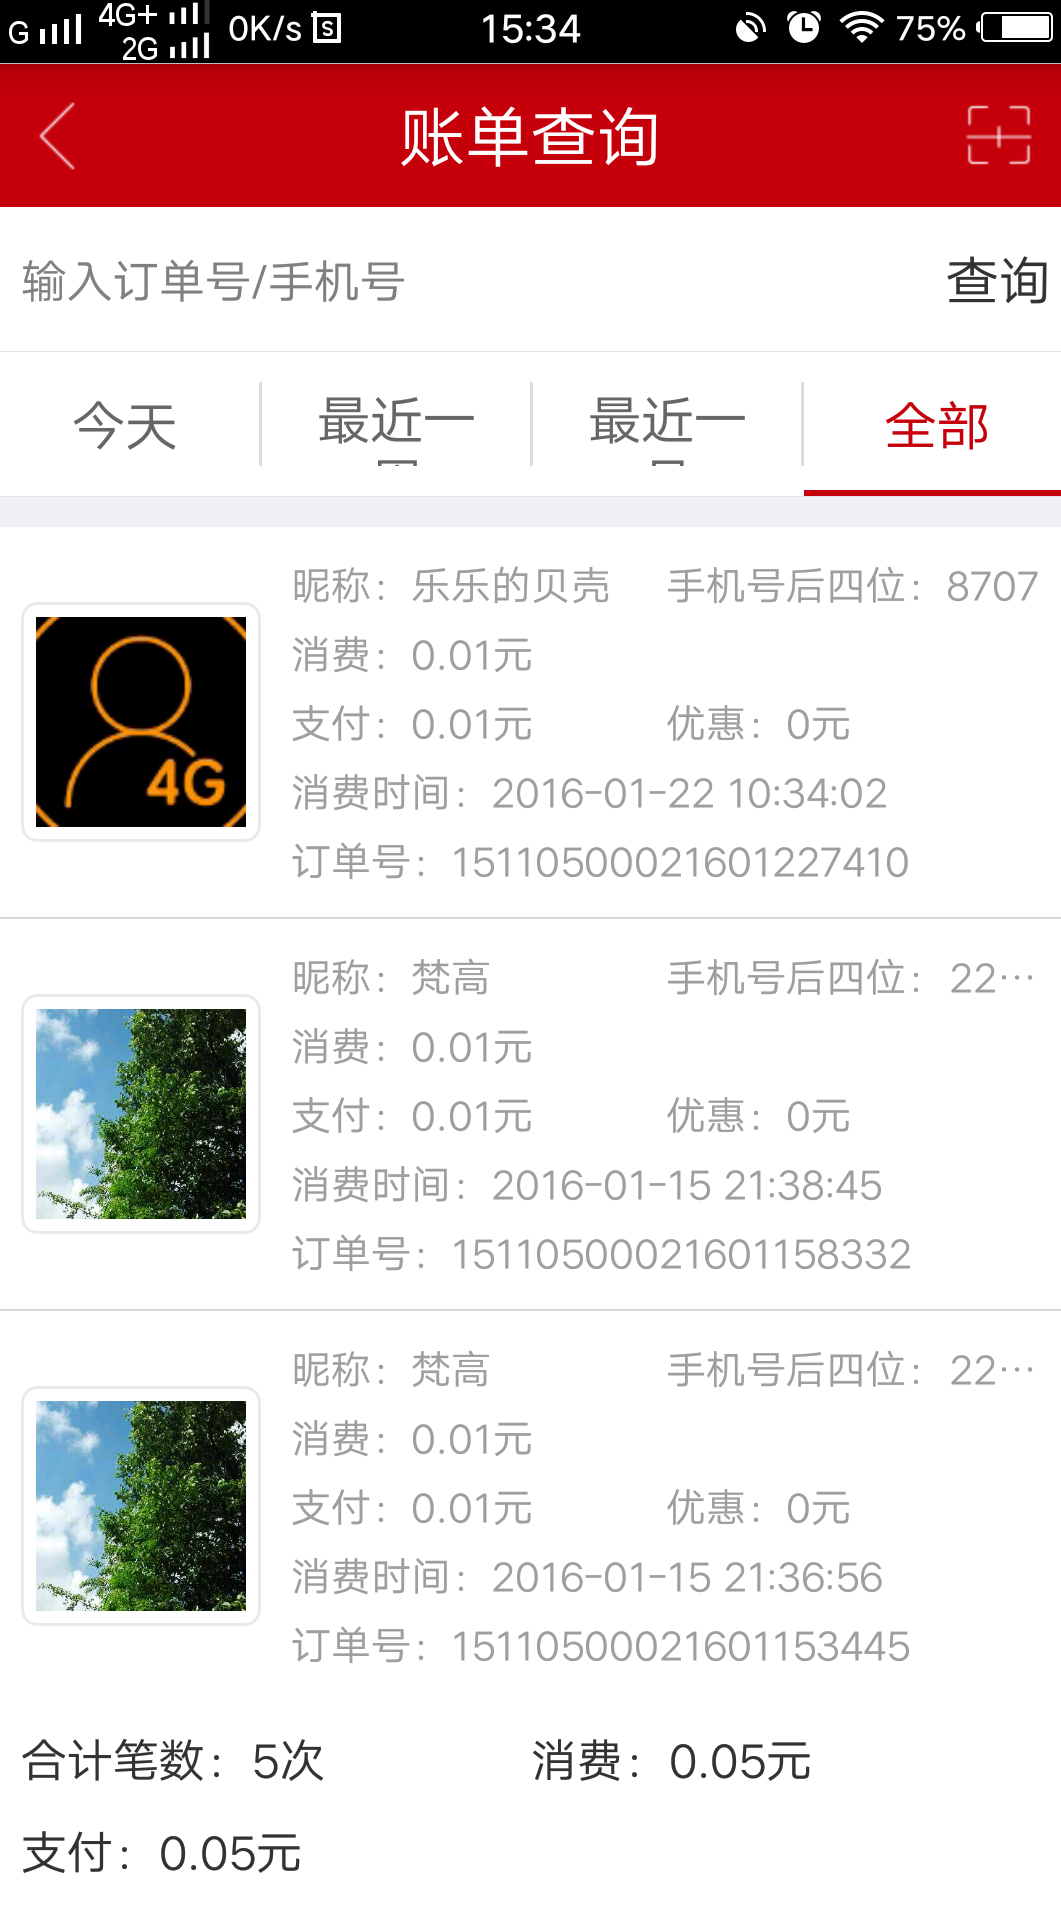 G 4G+ 2G 0K/s S 15:34 75%
账单查询
输入订单号/手机号 查询
今天 最近一 最近一 全部
昵称：乐乐的贝壳 手机号后四位：8707
消费：0.01元
支付：0.01元 优惠：0元
4G
消费时间：2016-01-22 10:34:02
订单号：15110500021601227410
昵称：梵高 手机号后四位：22…
消费：0.01元
支付：0.01元 优惠：0元
消费时间：2016-01-15 21:38:45
订单号：15110500021601158332
昵称：梵高 手机号后四位：22…
消费：0.01元
支付：0.01元 优惠：0元
消费时间：2016-01-15 21:36:56
订单号：15110500021601153445
合计笔数：5次 消费：0.05元
支付：0.05元